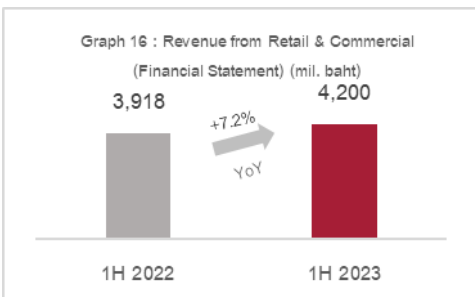 Graph 16 : Revenue from Retail & Commercial
(Financial Statement) (mil. baht)
3,918
+7.2%
YoY
4,200
1H 2022
1H 2023